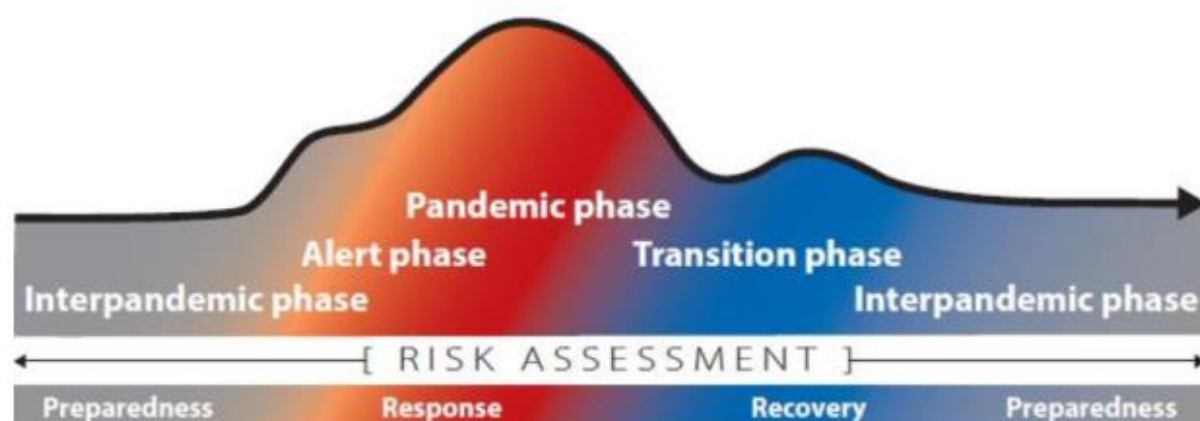 Pandemic phase
Alert phase
Transition phase
Interpandemic phase
Interpandemic phase
[ RISK ASSESSMENT ]
Preparedness
Response
Recovery
Preparedness